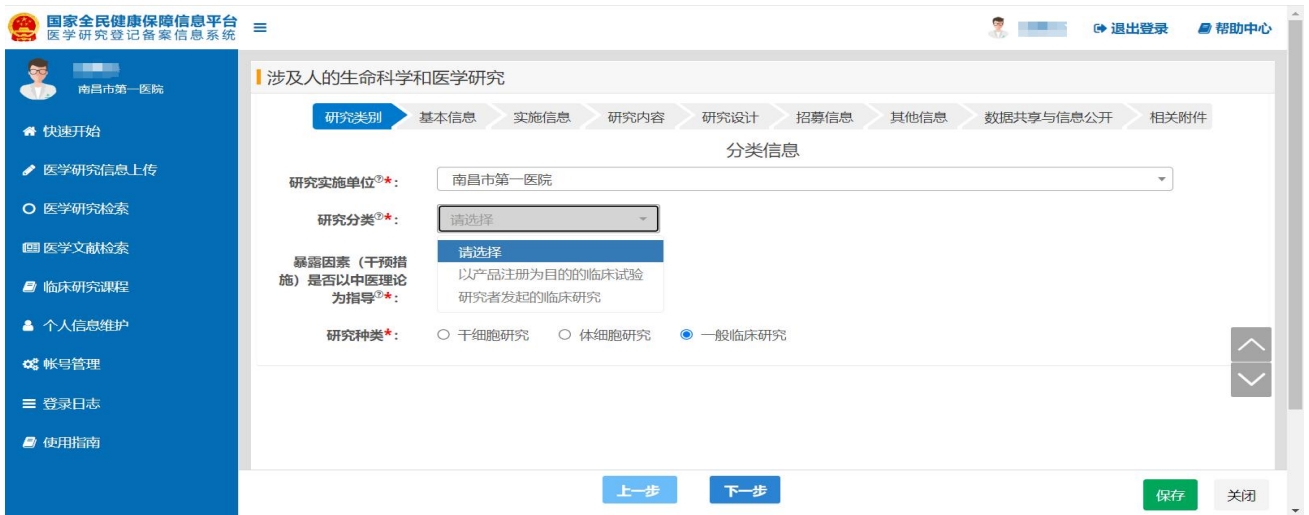 国家全民健康保障信息平台
医学研究登记备案信息系统
退出登录
帮助中心
南昌市第一医院
快速开始
医学研究信息上传
医学研究检索
医学文献检索
临床研究课程
个人信息维护
帐号管理
登录日志
使用指南
涉及人的生命科学和医学研究
研究类别 基本信息 实施信息 研究内容 研究设计 招募信息 其他信息 数据共享与信息公开 相关附件
分类信息
研究实施单位?*: 南昌市第一医院
研究分类?*: 请选择
请选择
以产品注册为目的的临床试验
研究者发起的临床研究
暴露因素（干预措
施）是否以中医理论
为指导?*:
研究种类*: 干细胞研究 体细胞研究 一般临床研究
上一步 下一步
保存 关闭